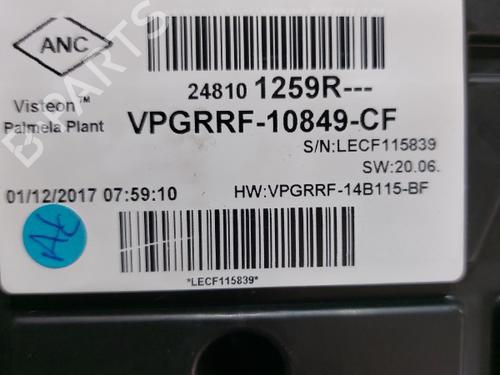 ANC
24810 1259R---
Visteon™
Palmela Plant
VPGRRF-10849-CF
S/N:LECF115839
SW:20.06.
01/12/2017 07:59:10
HW:VPGRRF-14B115-BF
*LECF115839*
B-PARTS